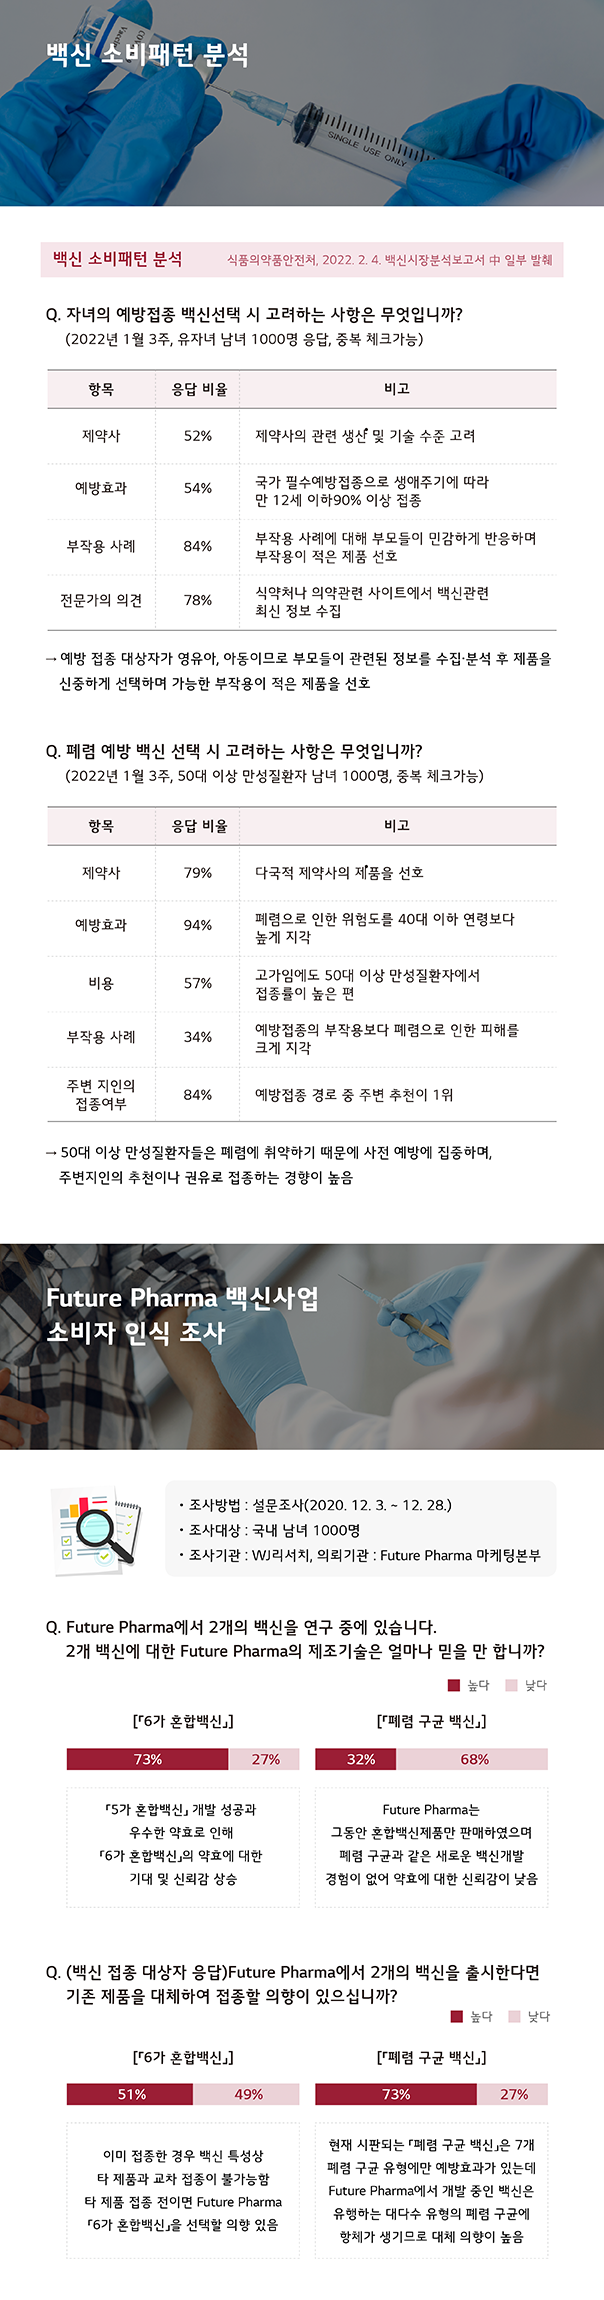 백신 소비패턴 분석
SINGLE USE ONLY
백신 소비패턴 분석
식품의약품안전처, 2022. 2. 4. 백신시장분석보고서 中 일부 발췌
Q. 자녀의 예방접종 백신선택 시 고려하는 사항은 무엇입니까?
(2022년 1월 3주, 유자녀 남녀 1000명 응답, 중복 체크가능)
항목 응답 비율 비고
제약사 52% 제약사의 관련 생산 및 기술 수준 고려
예방효과 54% 국가 필수예방접종으로 생애주기에 따라
만 12세 이하90% 이상 접종
부작용 사례 84% 부작용 사례에 대해 부모들이 민감하게 반응하며
부작용이 적은 제품 선호
전문가의 의견 78% 식약처나 의약관련 사이트에서 백신관련
최신 정보 수집
→ 예방 접종 대상자가 영유아, 아동이므로 부모들이 관련된 정보를 수집·분석 후 제품을
신중하게 선택하며 가능한 부작용이 적은 제품을 선호
Q. 폐렴 예방 백신 선택 시 고려하는 사항은 무엇입니까?
(2022년 1월 3주, 50대 이상 만성질환자 남녀 1000명, 중복 체크가능)
항목 응답 비율 비고
제약사 79% 다국적 제약사의 제품을 선호
예방효과 94% 폐렴으로 인한 위험도를 40대 이하 연령보다
높게 지각
비용 57% 고가임에도 50대 이상 만성질환자에서
접종률이 높은 편
부작용 사례 34% 예방접종의 부작용보다 폐렴으로 인한 피해를
크게 지각
주변 지인의
접종여부 84% 예방접종 경로 중 주변 추천이 1위
→ 50대 이상 만성질환자들은 폐렴에 취약하기 때문에 사전 예방에 집중하며,
주변지인의 추천이나 권유로 접종하는 경향이 높음
Future Pharma 백신사업
소비자 인식 조사
• 조사방법 : 설문조사(2020. 12. 3. ~ 12. 28.)
• 조사대상 : 국내 남녀 1000명
• 조사기관 : WJ리서치, 의뢰기관 : Future Pharma 마케팅본부
Q. Future Pharma에서 2개의 백신을 연구 중에 있습니다.
2개 백신에 대한 Future Pharma의 제조기술은 얼마나 믿을 만 합니까?
높다 낮다
[「6가 혼합백신」] [「폐렴 구균 백신」]
73% 27% 32% 68%
「5가 혼합백신」 개발 성공과
우수한 약효로 인해
「6가 혼합백신」의 약효에 대한
기대 및 신뢰감 상승
Future Pharma는
그동안 혼합백신제품만 판매하였으며
폐렴 구균과 같은 새로운 백신개발
경험이 없어 약효에 대한 신뢰감이 낮음
Q. (백신 접종 대상자 응답)Future Pharma에서 2개의 백신을 출시한다면
기존 제품을 대체하여 접종할 의향이 있으십니까?
높다 낮다
[「6가 혼합백신」] [「폐렴 구균 백신」]
51% 49% 73% 27%
이미 접종한 경우 백신 특성상
타 제품과 교차 접종이 불가능함
타 제품 접종 전이면 Future Pharma
「6가 혼합백신」을 선택할 의향 있음
현재 시판되는 「폐렴 구균 백신」은 7개
폐렴 구균 유형에만 예방효과가 있는데
Future Pharma에서 개발 중인 백신은
유행하는 대다수 유형의 폐렴 구균에
항체가 생기므로 대체 의향이 높음